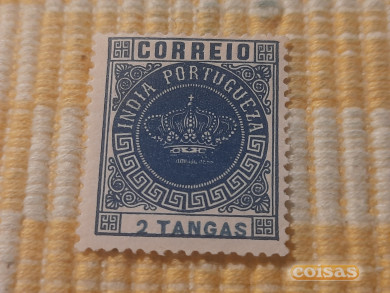 CORREIO
INDIA PORTUGUEZA
2 TANGAS
coisas